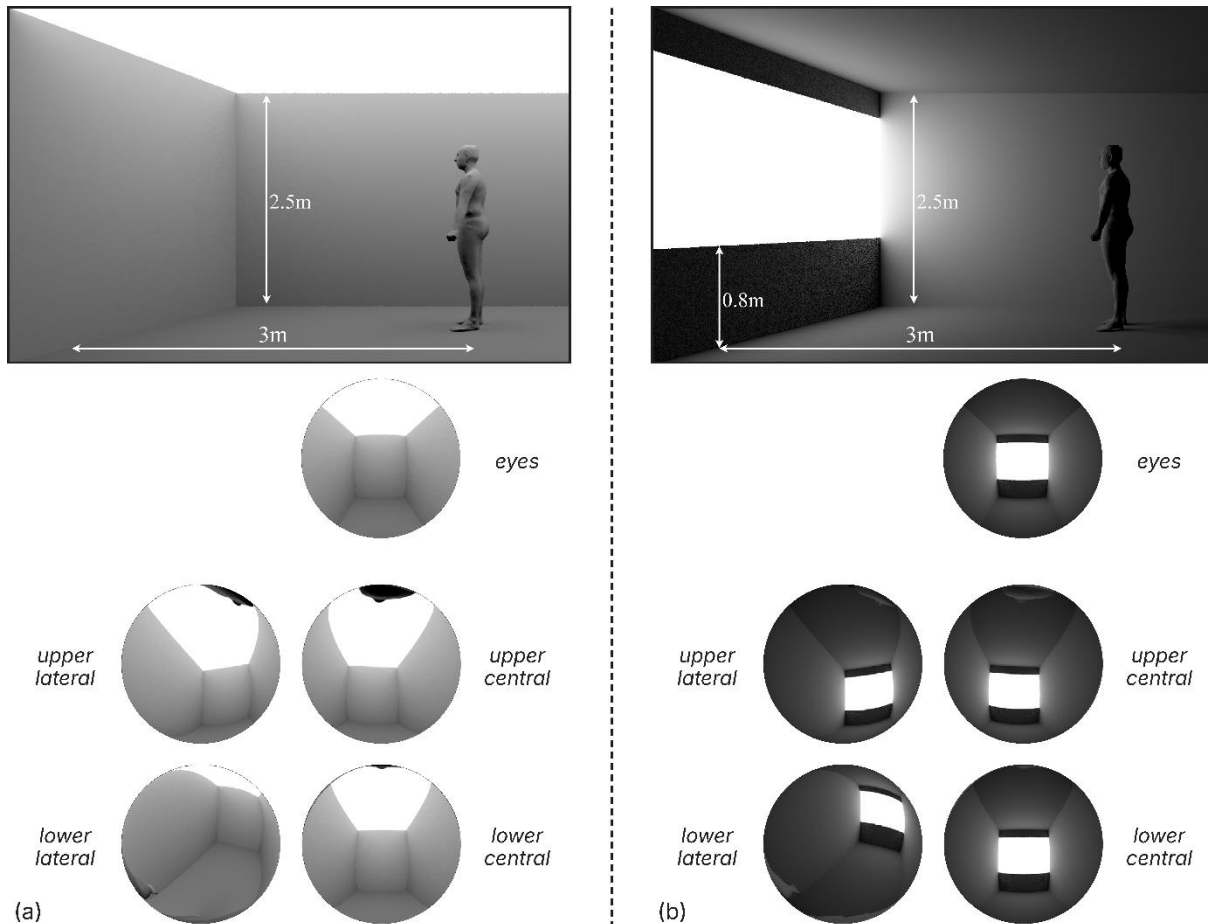 2.5m
3m
2.5m
0.8m
3m
eyes
eyes
upper
lateral
upper
central
upper
lateral
upper
central
lower
lateral
lower
central
lower
lateral
lower
central
(a)
(b)